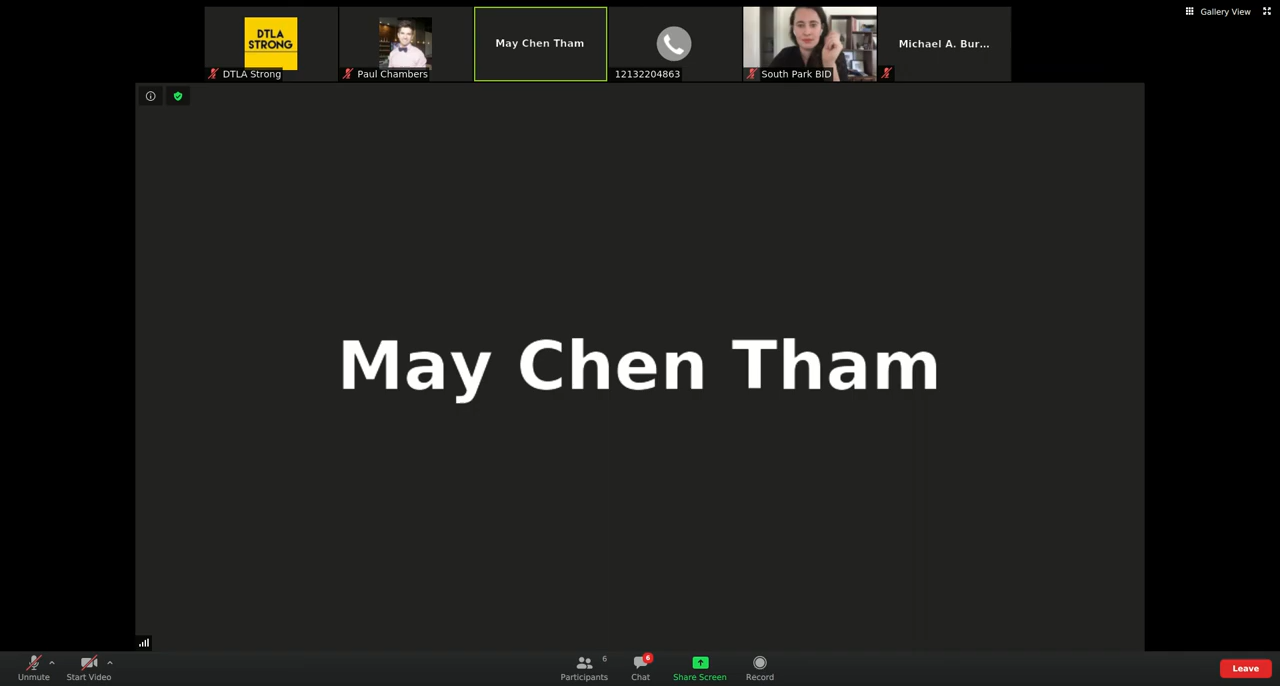 Gallery View
DTLA
STRONG
May Chen Tham
Michael A. Bur...
DTLA Strong
Paul Chambers
12132204863
South Park BID
May Chen Tham
Unmute
Start Video
Participants
6
Chat
6
Share Screen
Record
Leave